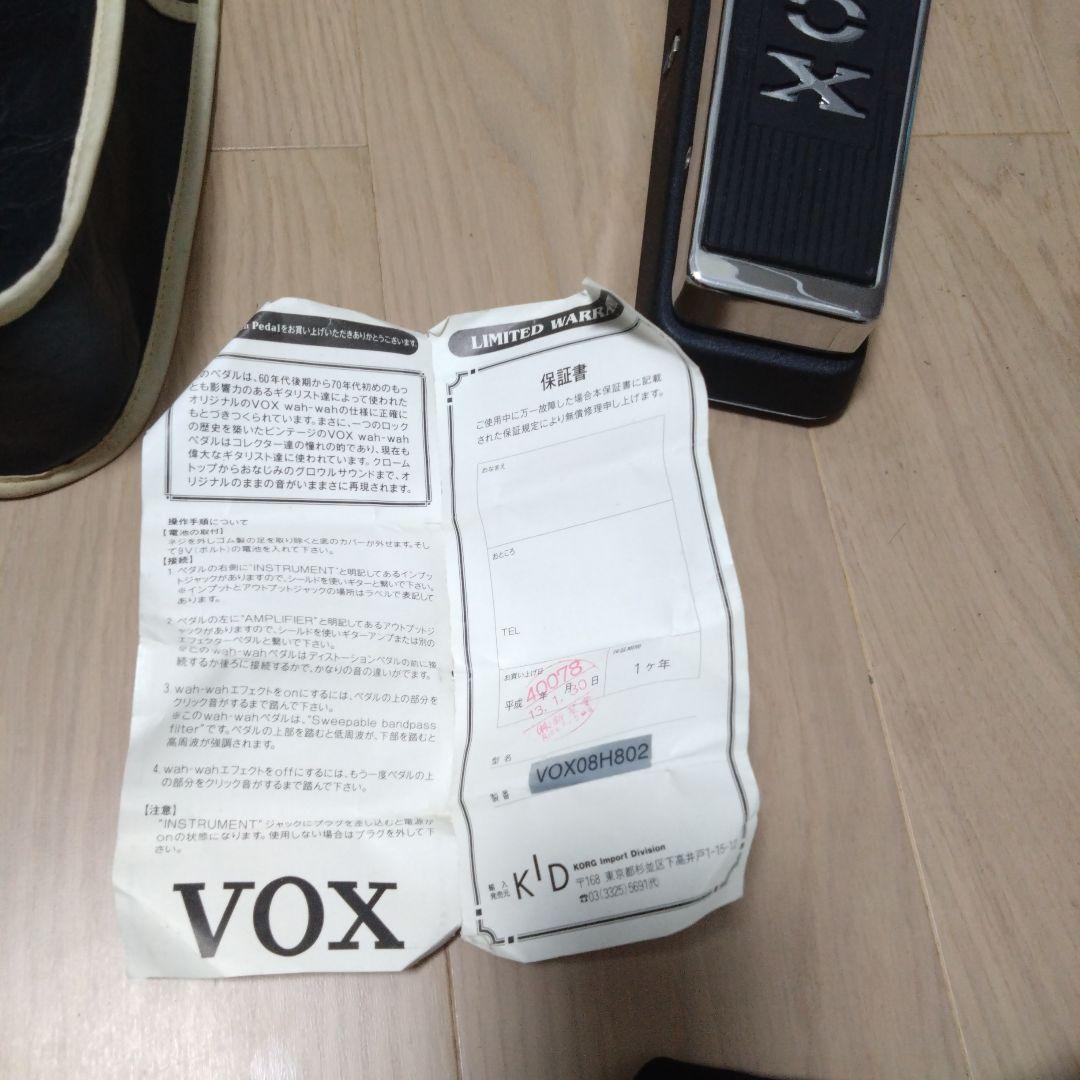 OX
Pedalをお買い上げいただきありがとうございます。
のペダルは、60年代後期から70年代初めのもっ
とも影響力のあるギタリスト達によって使われた
オリジナルのVOX wah-wahの仕様に正確に
もとづきつくられています。まさに、一つのロック
の歴史を築いたビンテージのVOX wah-wah
ペダルはコレクター達の憧れの的であり、現在も
偉大なギタリスト達に使われています。クローム
トップからおなじみのグロウルサウンドまで、オ
リジナルのままの音がいままさに再現されます。
操作手順について
【電池の取付】
ネジを外しゴム製の足を取り除くと底のカバーが外せます。そし
て9V(ボルト)の電池を入れて下さい。
【接続】
1. ペダルの右側に"INSTRUMENT"と明記してあるインプッ
トジャックがありますので、シールドを使いギターと繋いで下さい。
※インプットとアウトプットジャックの場所はラベルで表記して
あります。
2. ペダルの左に"AMPLIFIER"と明記してあるアウトプットジ
ャックがありますので、シールドを使いギターアンプまたは別の
エフェクターペダルと繋いで下さい。
※このwah-wahペダルはディストーションペダルの前に接
続するか後ろに接続するかで、かなりの音の違いがでます。
3. wah-wahエフェクトをonにするには、ペダルの上の部分を
クリック音がするまで踏んで下さい。
※このwah-wahペダルは、"Sweepable bandpass
filter"です。ペダルの上部を踏むと低周波が、下部を踏むと
高周波が強調されます。
4. wah-wahエフェクトをoffにするには、もう一度ペダルの上
の部分をクリック音がするまで踏んで下さい。
【注意】
"INSTRUMENT"ジャックにプラグを差し込むと電源が
onの状態になります。使用しない場合はプラグを外して下
さい。
VOX
LIMITED WARRA
保証書
ご使用中に万一故障した場合本保証書に記載
された保証規定により無償修理申し上げます。
おなまえ
おところ
TEL
お買い上げ日
平成 年 月 日
40078
13.1.30
1ヶ年
型名
VOX08H802
製番
輸入
発売元
KID
KORG Import Division
〒168 東京都杉並区下高井戸1-15-12
☎03(3325)5691代